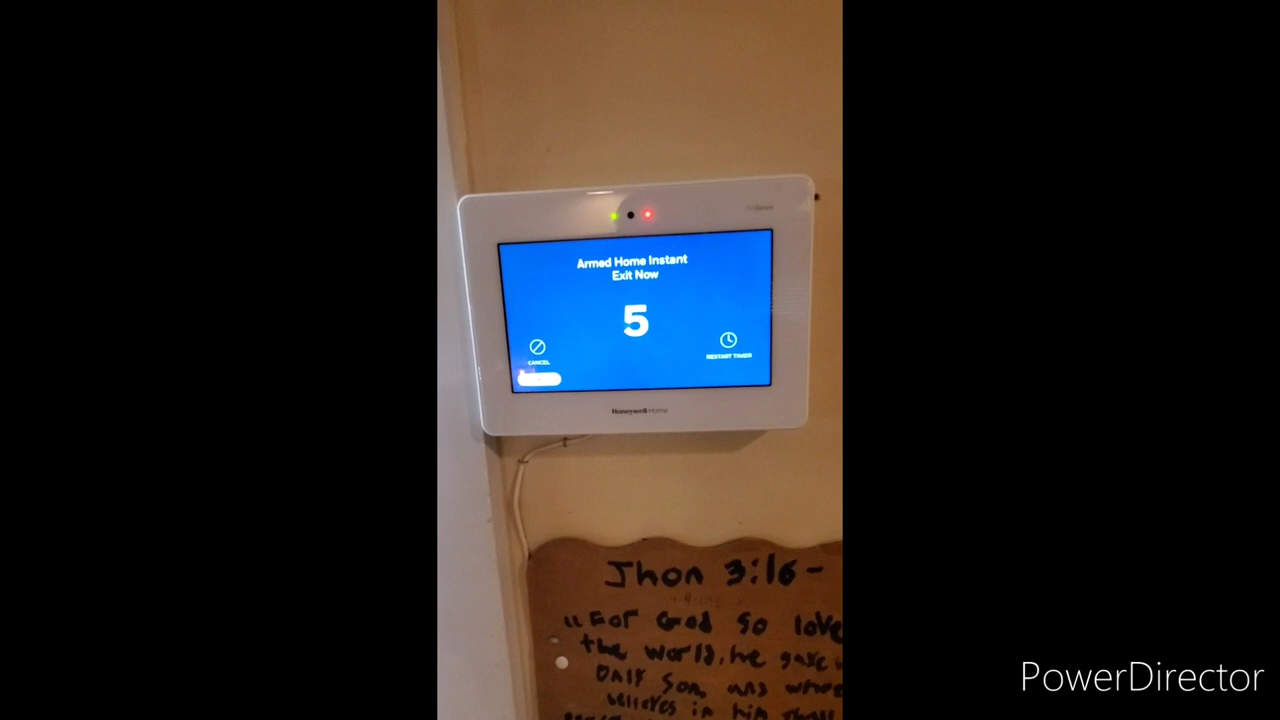 Armed Home Instant
Exit Now
5
CANCEL
RESTART TIMER
Honeywell Home
Jhon 3:16-
"For God so love
the world, he gave
Only Son, and whoe
believes in him shall
PowerDirector